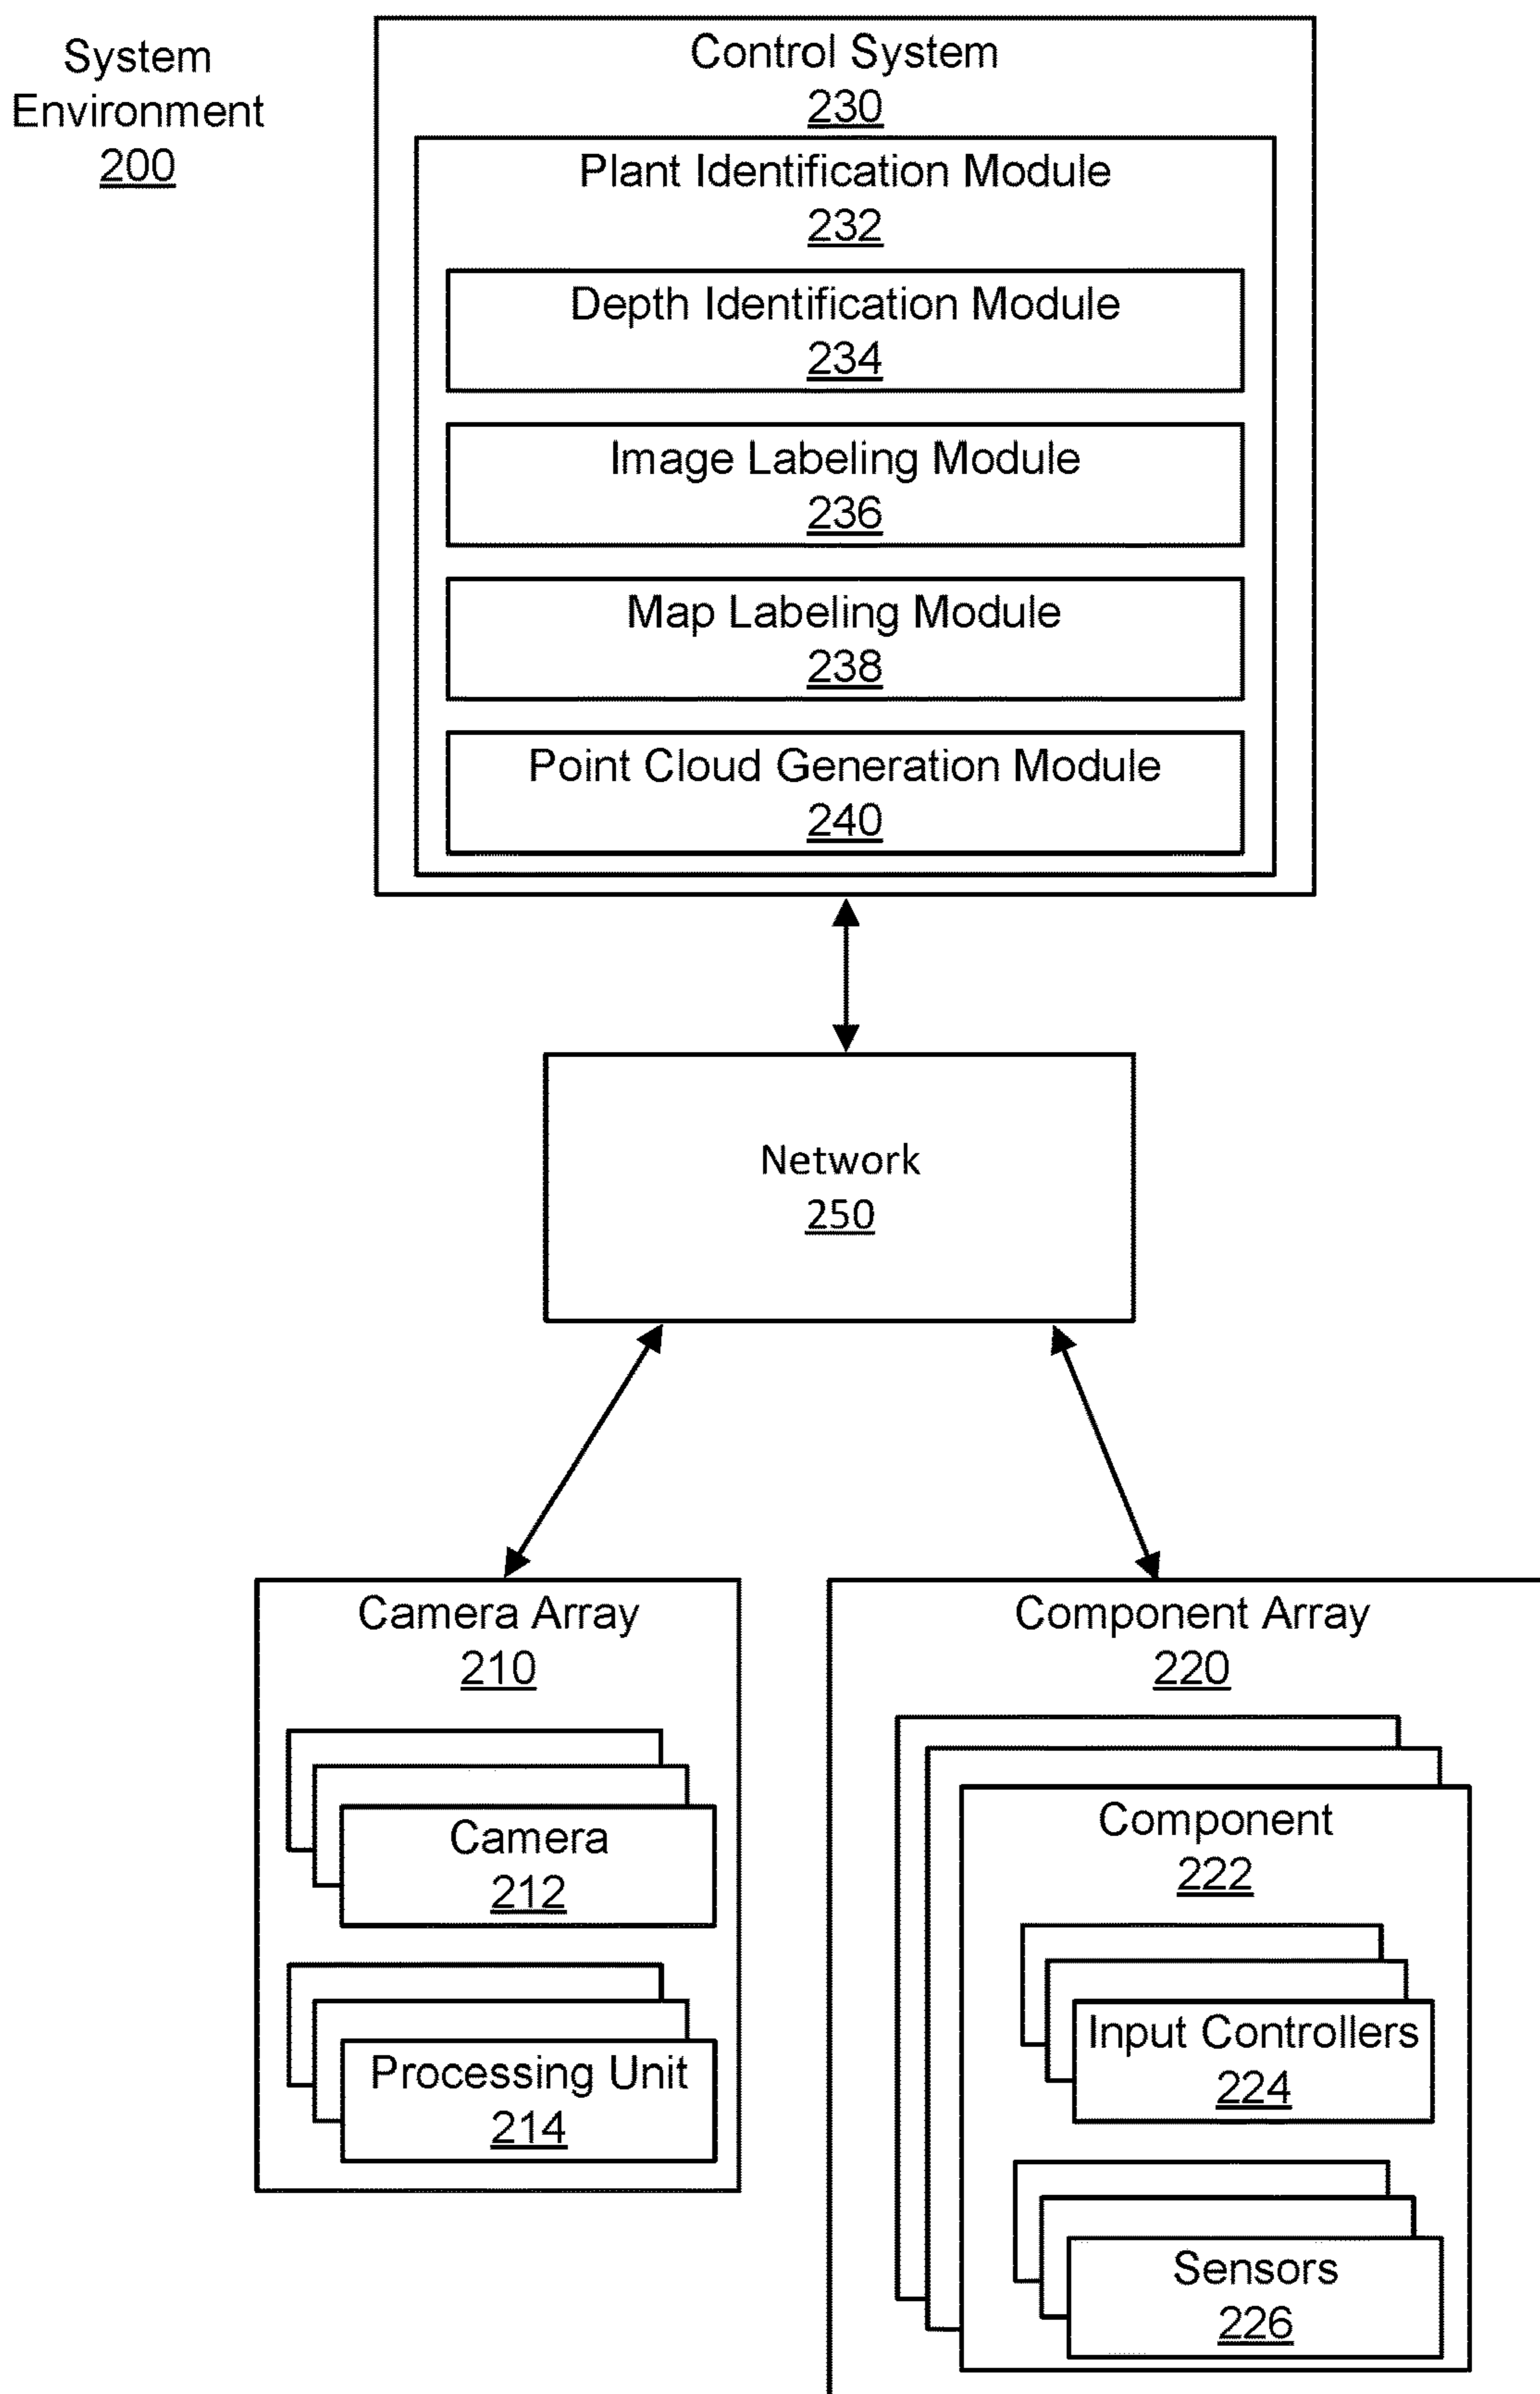 System
Environment
200
Control System
230
Plant Identification Module
232
Depth Identification Module
234
Image Labeling Module
236
Map Labeling Module
238
Point Cloud Generation Module
240
Network
250
Camera Array
210
Camera
212
Processing Unit
214
Component Array
220
Component
222
Input Controllers
224
Sensors
226